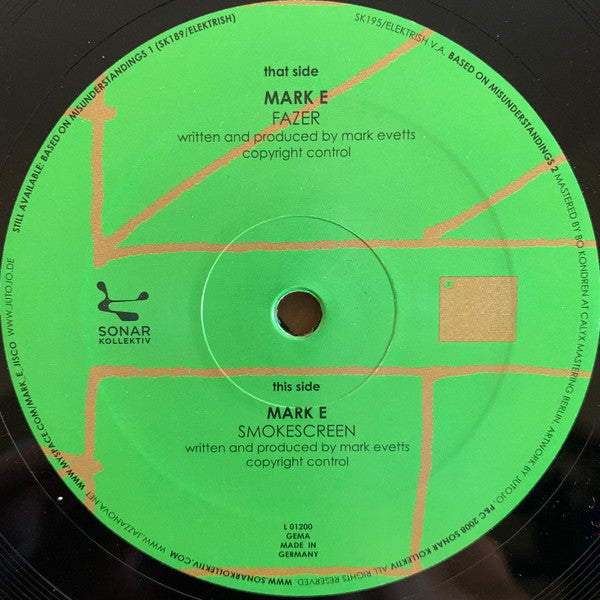 STILL AVAILABLE: BASED ON MISUNDERSTANDINGS 1 (SK189/ELEKTRISH)
SK195/ELEKTRISH V.A. BASED ON MISUNDERSTANDINGS 2 MASTERED BY BO KONDREN AT CALYX MASTERING BERLIN. ARTWORK BY JUTOJO. P&C 2008 SONAR KOLLEKTIV ALL RIGHTS RESERVED. WWW.SONARKOLLEKTIV.COM WWW.JAZZANOVA.NET WWW.MYSPACE.COM/MARK_E_JISCO WWW.JUTOJO.DE
that side
MARK E
FAZER
written and produced by mark evetts
copyright control
SONAR
KOLLEKTIV
this side
MARK E
SMOKESCREEN
written and produced by mark evetts
copyright control
L 01200
GEMA
MADE IN
GERMANY